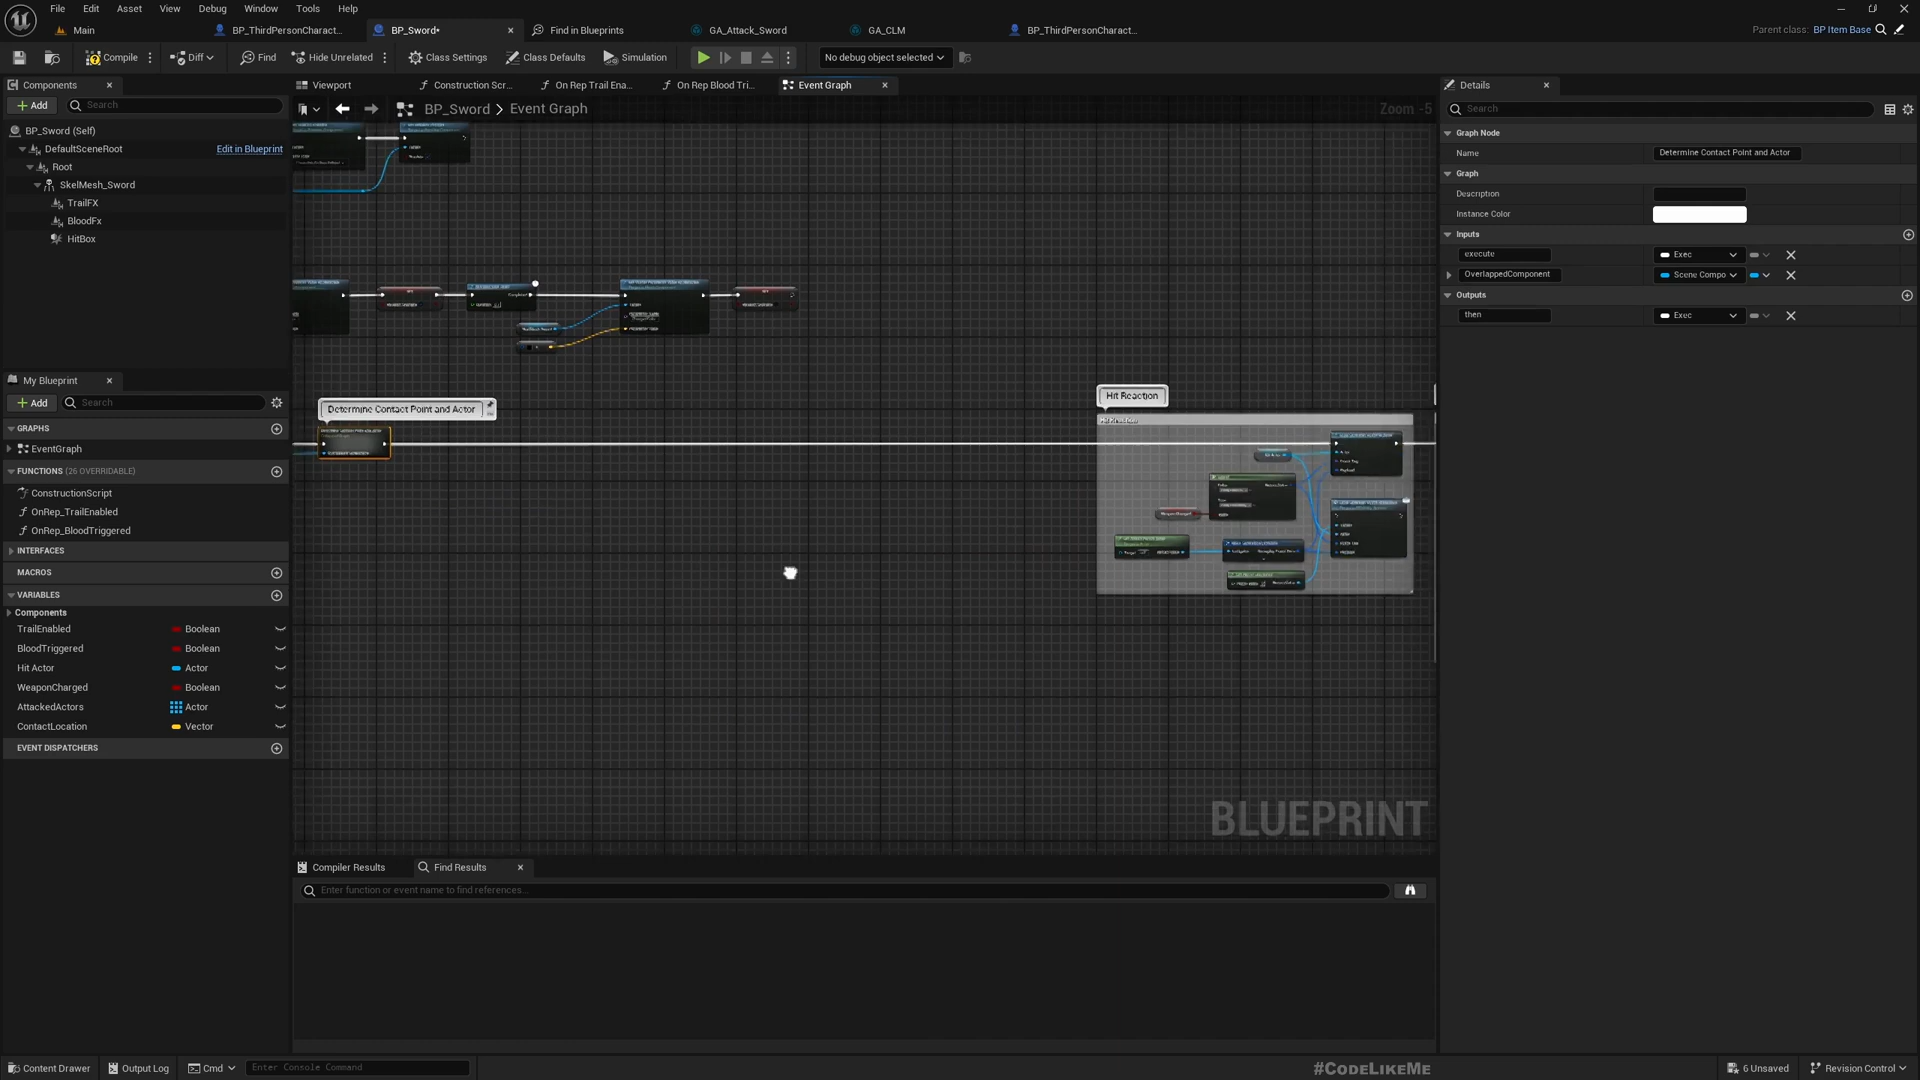 File Edit Asset View Debug Window Tools Help
Main BP_ThirdPersonCharact... BP_Sword* Find in Blueprints GA_Attack_Sword GA_CLM BP_ThirdPersonCharact... Parent class: BP Item Base
Compile Diff Find Hide Unrelated Class Settings Class Defaults Simulation No debug object selected
Components
Viewport Construction Scr... On Rep Trail Ena... On Rep Blood Tri... Event Graph
Details
Add Search
BP_Sword > Event Graph
Zoom -5
Search
BP_Sword (Self)
DefaultSceneRoot Edit in Blueprint
Root
SkelMesh_Sword
TrailFX
BloodFx
HitBox
Graph Node
Name Determine Contact Point and Actor
Graph
Description
Instance Color
Inputs
execute Exec
OverlappedComponent Scene Compo
Outputs
then Exec
My Blueprint
Add Search
GRAPHS
EventGraph
FUNCTIONS (26 OVERRIDABLE)
ConstructionScript
OnRep_TrailEnabled
OnRep_BloodTriggered
INTERFACES
MACROS
VARIABLES
Components
TrailEnabled Boolean
BloodTriggered Boolean
Hit Actor Actor
WeaponCharged Boolean
AttackedActors Actor
ContactLocation Vector
EVENT DISPATCHERS
Determine Contact Point and Actor
Hit Reaction
BLUEPRINT
Compiler Results Find Results
Enter function or event name to find references...
Content Drawer Output Log Cmd Enter Console Command
#CodeLikeMe
6 Unsaved Revision Control